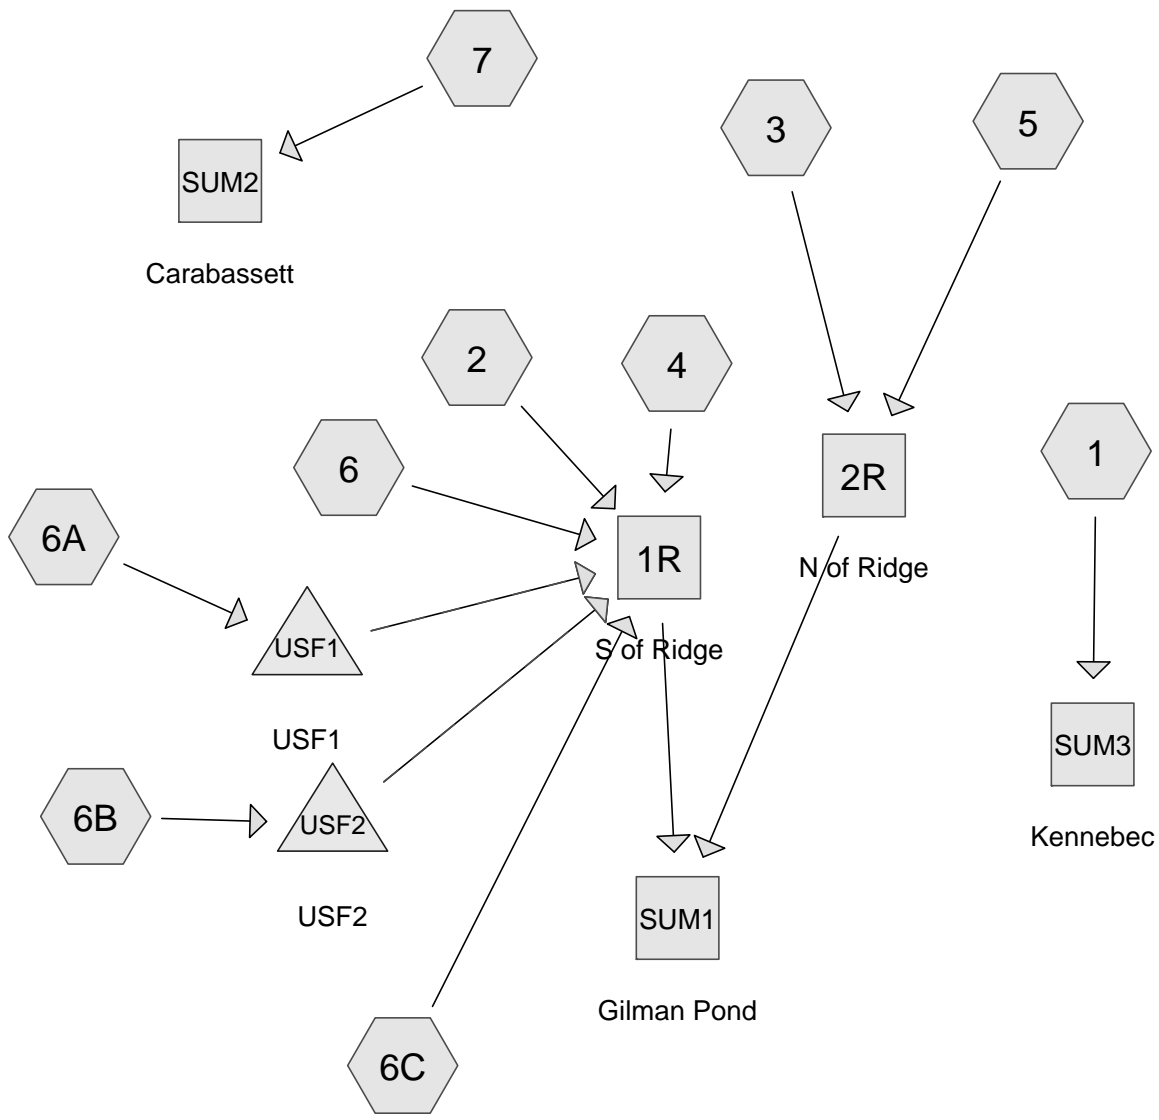 7
3
5
SUM2
Carabassett
2
4
6
2R
1
6A
1R
N of Ridge
USF1
S of Ridge
USF1
SUM3
6B
USF2
Kennebec
USF2
SUM1
Gilman Pond
6C